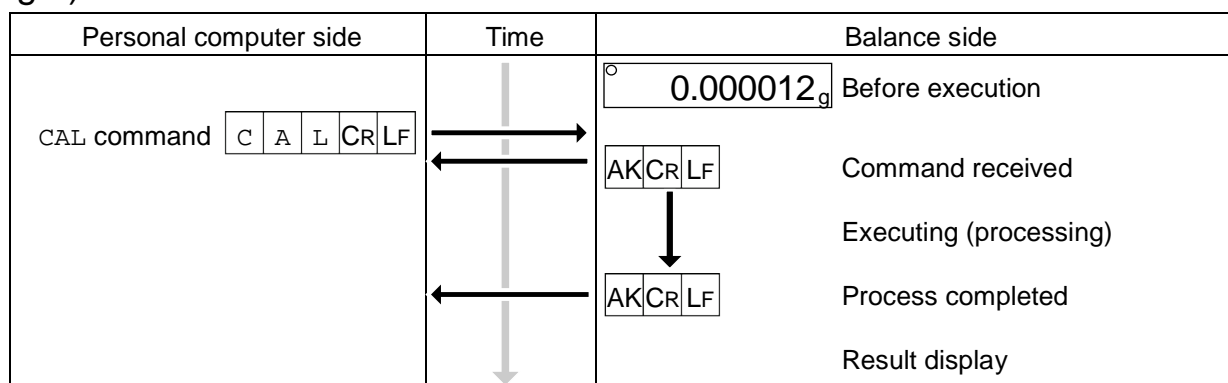 Personal computer side Time Balance side
0.000012 g Before execution
CAL command C A L CR LF
AK CR LF Command received
Executing (processing)
AK CR LF Process completed
Result display